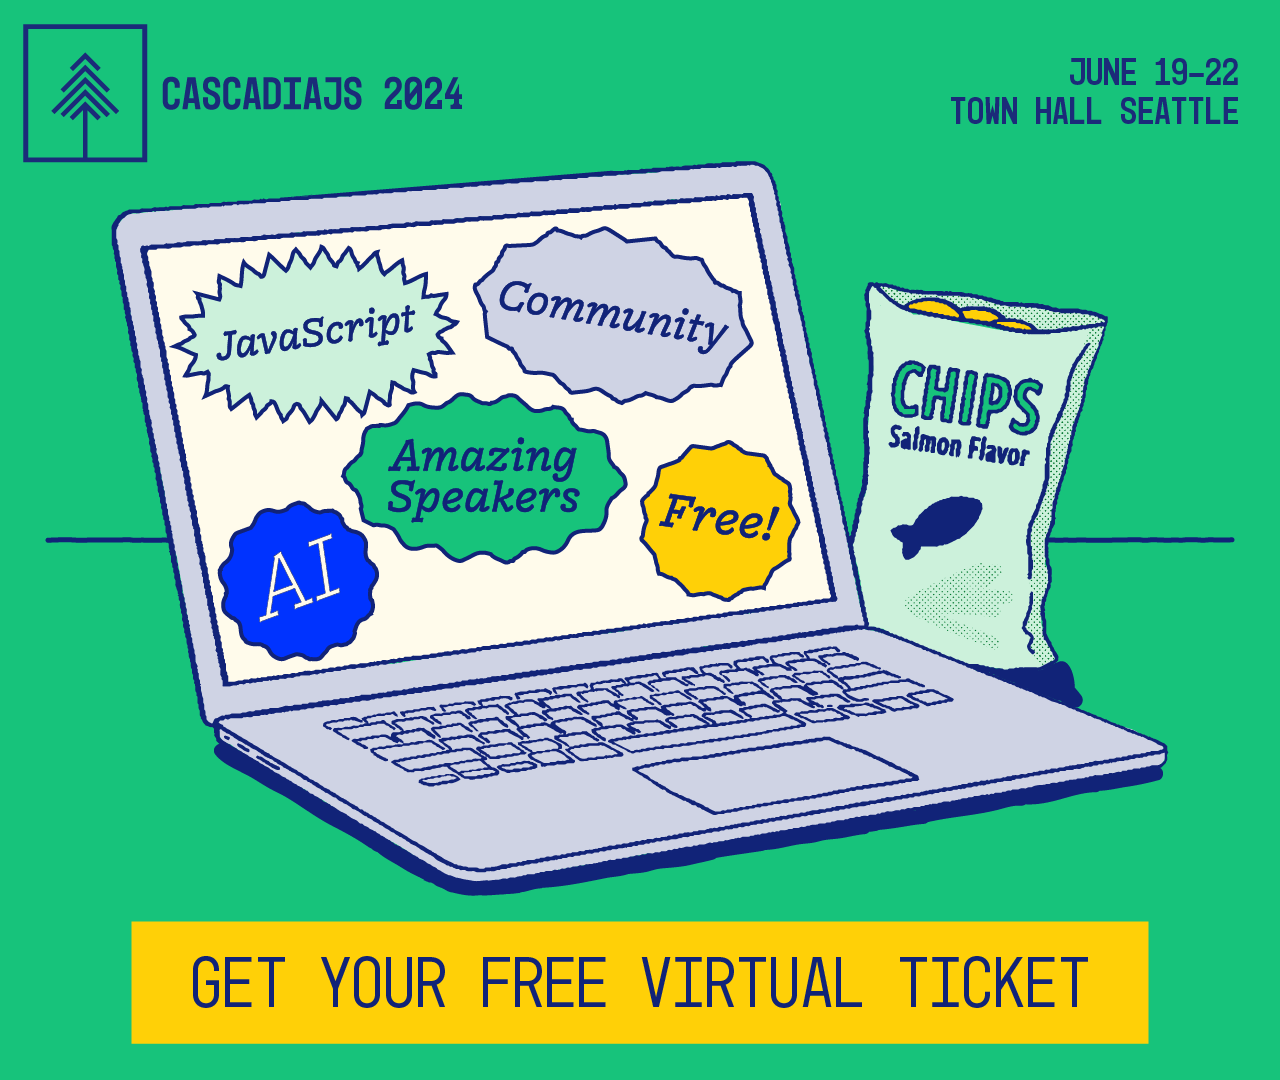 CASCADIAJS 2024
JUNE 19–22
TOWN HALL SEATTLE
JavaScript
Community
Amazing
Speakers
Free!
AI
CHIPS
Salmon Flavor
GET YOUR FREE VIRTUAL TICKET